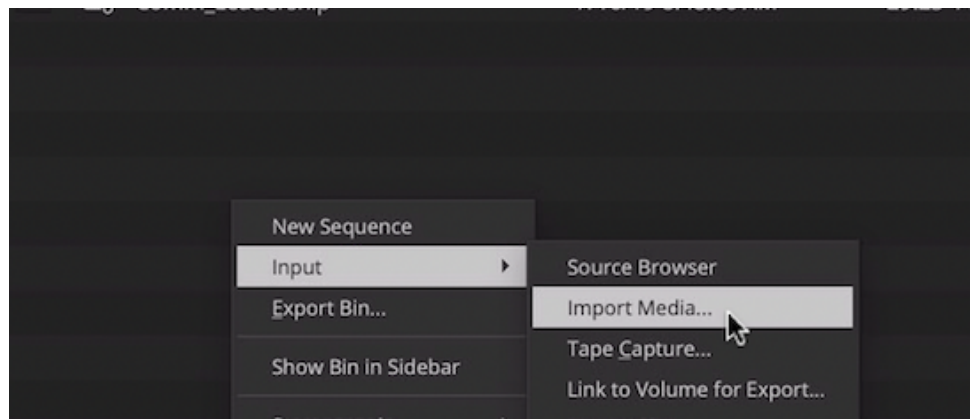 New Sequence
Input
Export Bin...
Show Bin in Sidebar
Source Browser
Import Media...
Tape Capture...
Link to Volume for Export...